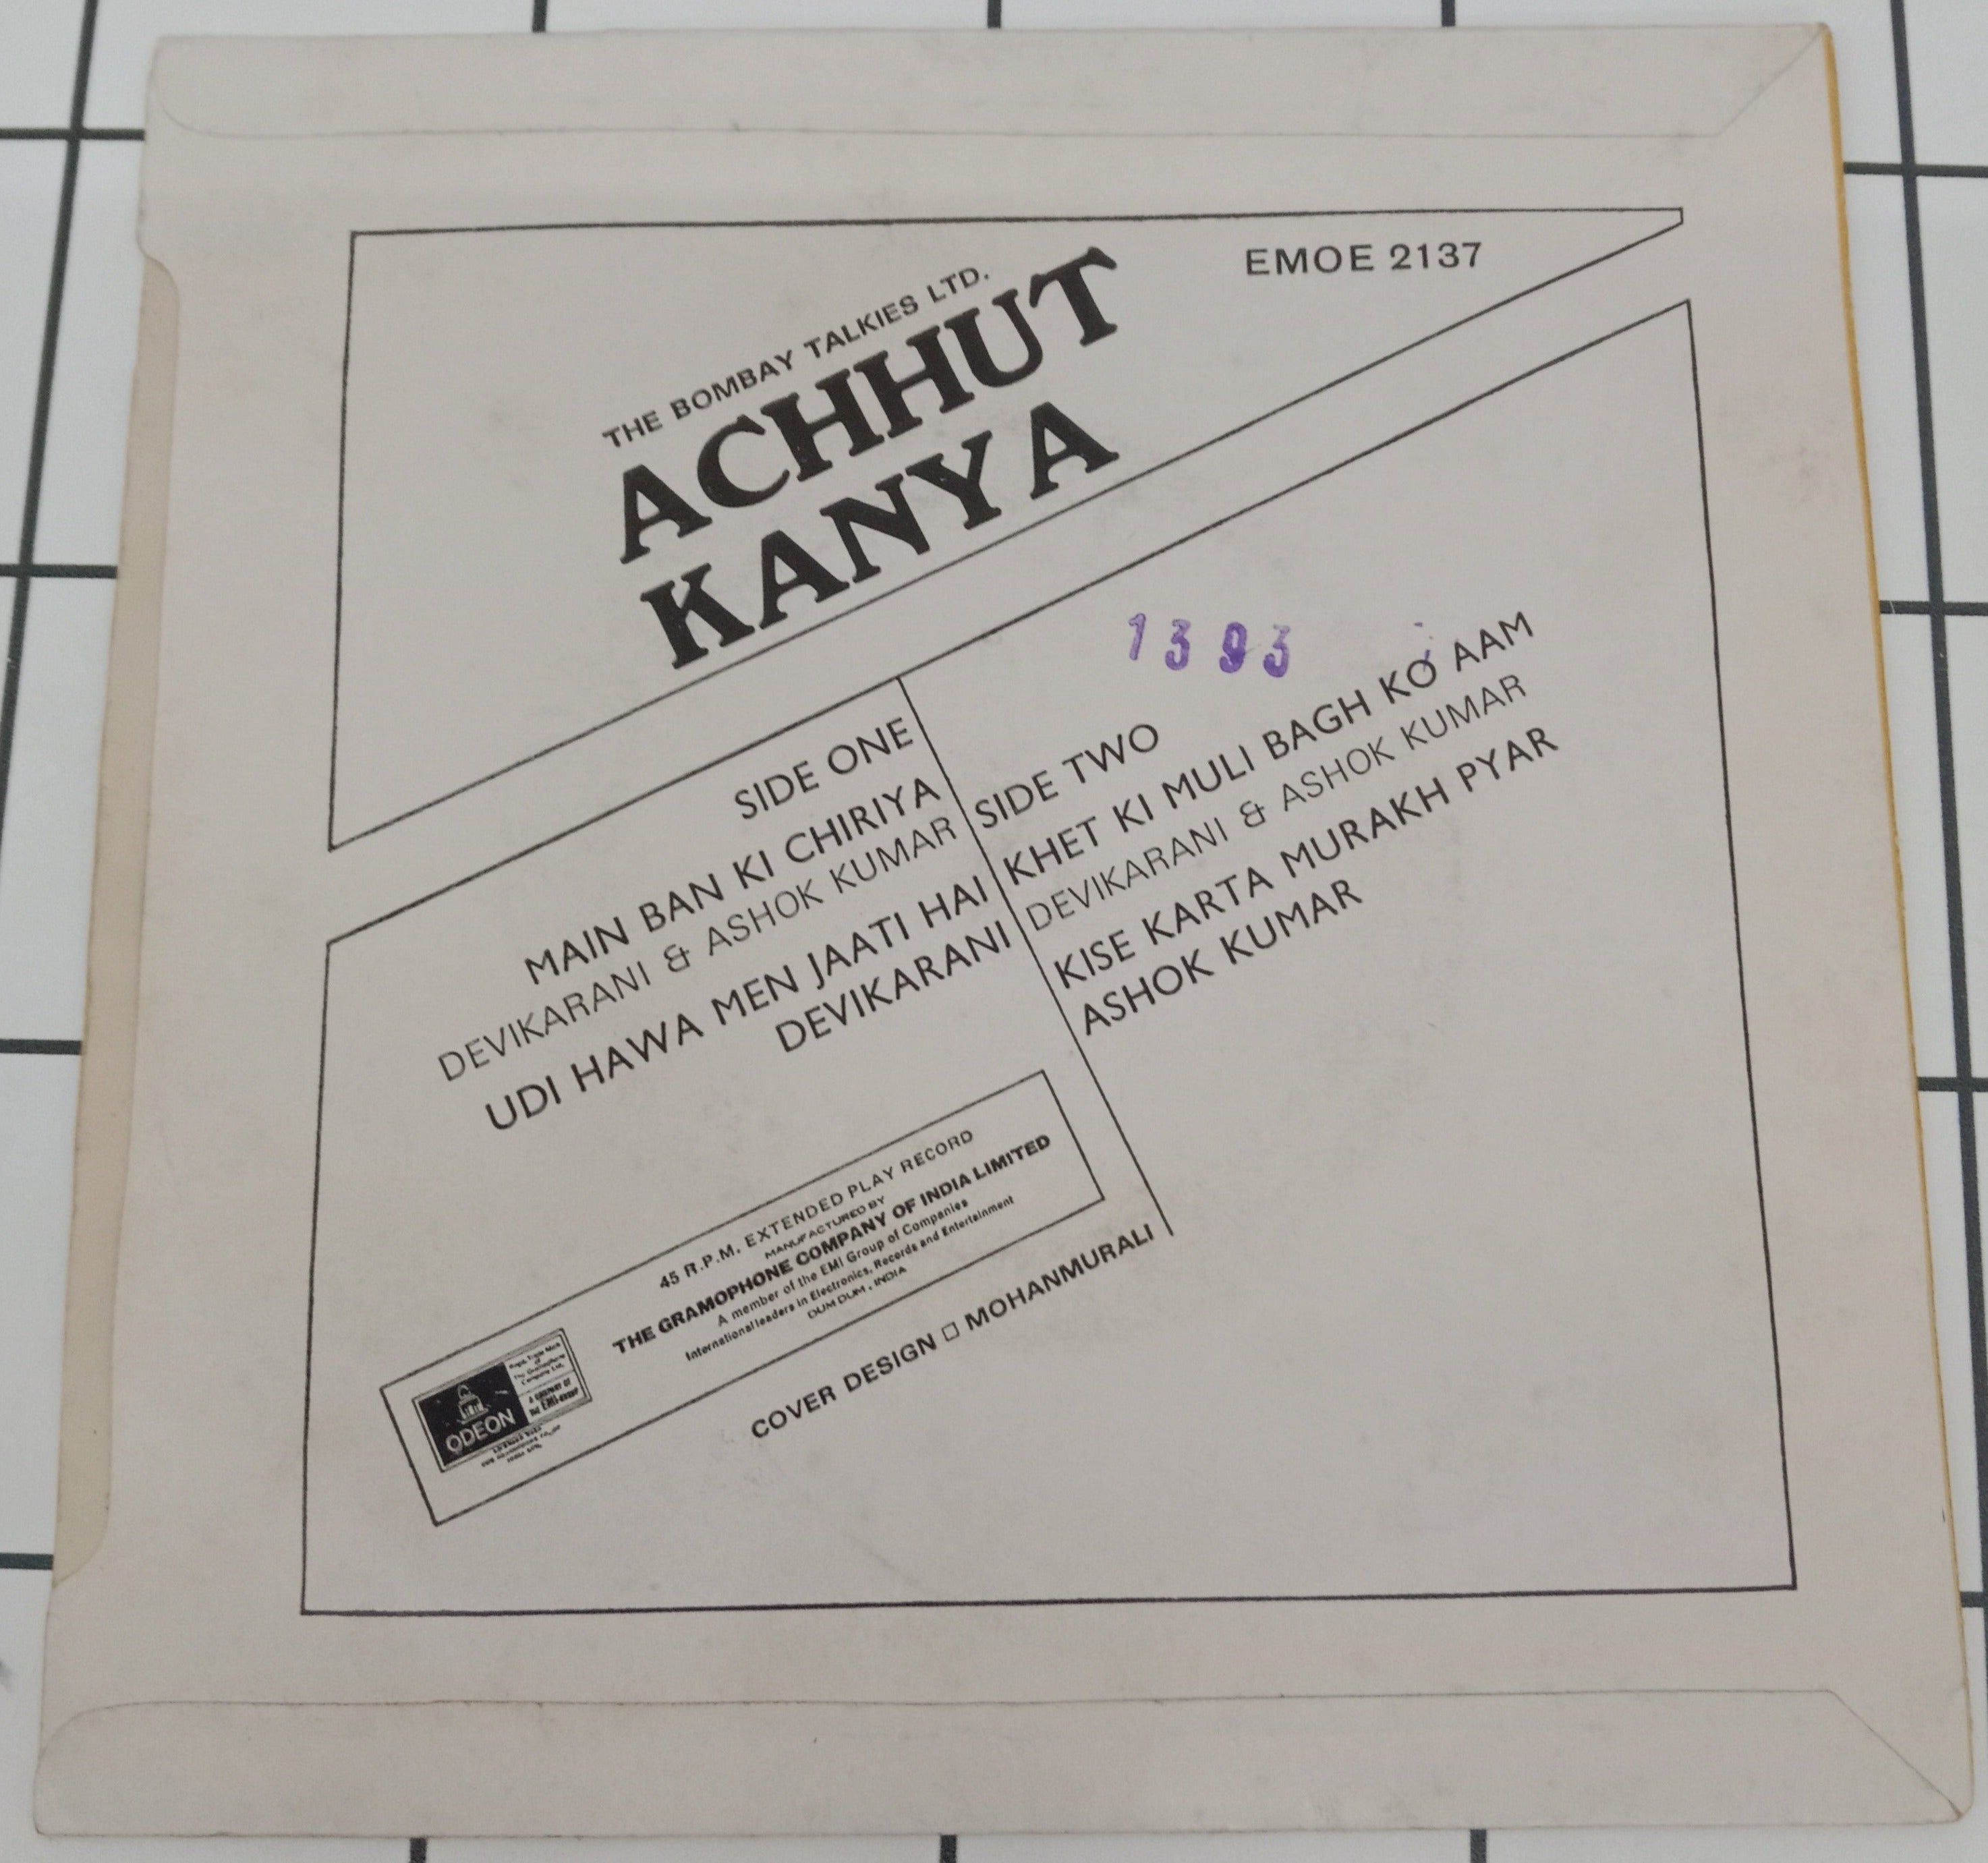 EMOE 2137
THE BOMBAY TALKIES LTD.
ACHHUT
KANYA
1393
SIDE ONE
MAIN BAN KI CHIRIYA
DEVIKARANI & ASHOK KUMAR
UDI HAWA MEN JAATI HAI
DEVIKARANI
SIDE TWO
KHET KI MULI BAGH KO AAM
DEVIKARANI & ASHOK KUMAR
KISE KARTA MURAKH PYAR
ASHOK KUMAR
45 R.P.M. EXTENDED PLAY RECORD
MANUFACTURED BY
THE GRAMOPHONE COMPANY OF INDIA LIMITED
A member of the EMI Group of Companies
International leaders in Electronics, Records and Entertainment
DUM DUM, INDIA
ODEON
COVER DESIGN □ MOHANMURALI